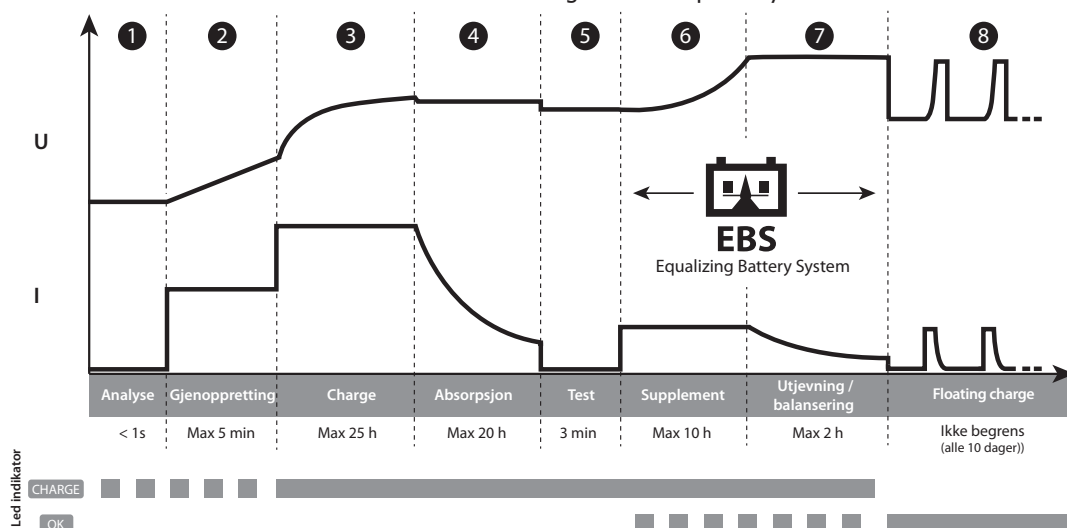 1 2 3 4 5 6 7 8
U
EBS
Equalizing Battery System
I
Analyse Gjenoppretting Charge Absorpsjon Test Supplement Utjevning / balansering Floating charge
< 1s Max 5 min Max 25 h Max 20 h 3 min Max 10 h Max 2 h Ikke begrens
(alle 10 dager))
Led indikator
CHARGE
OK